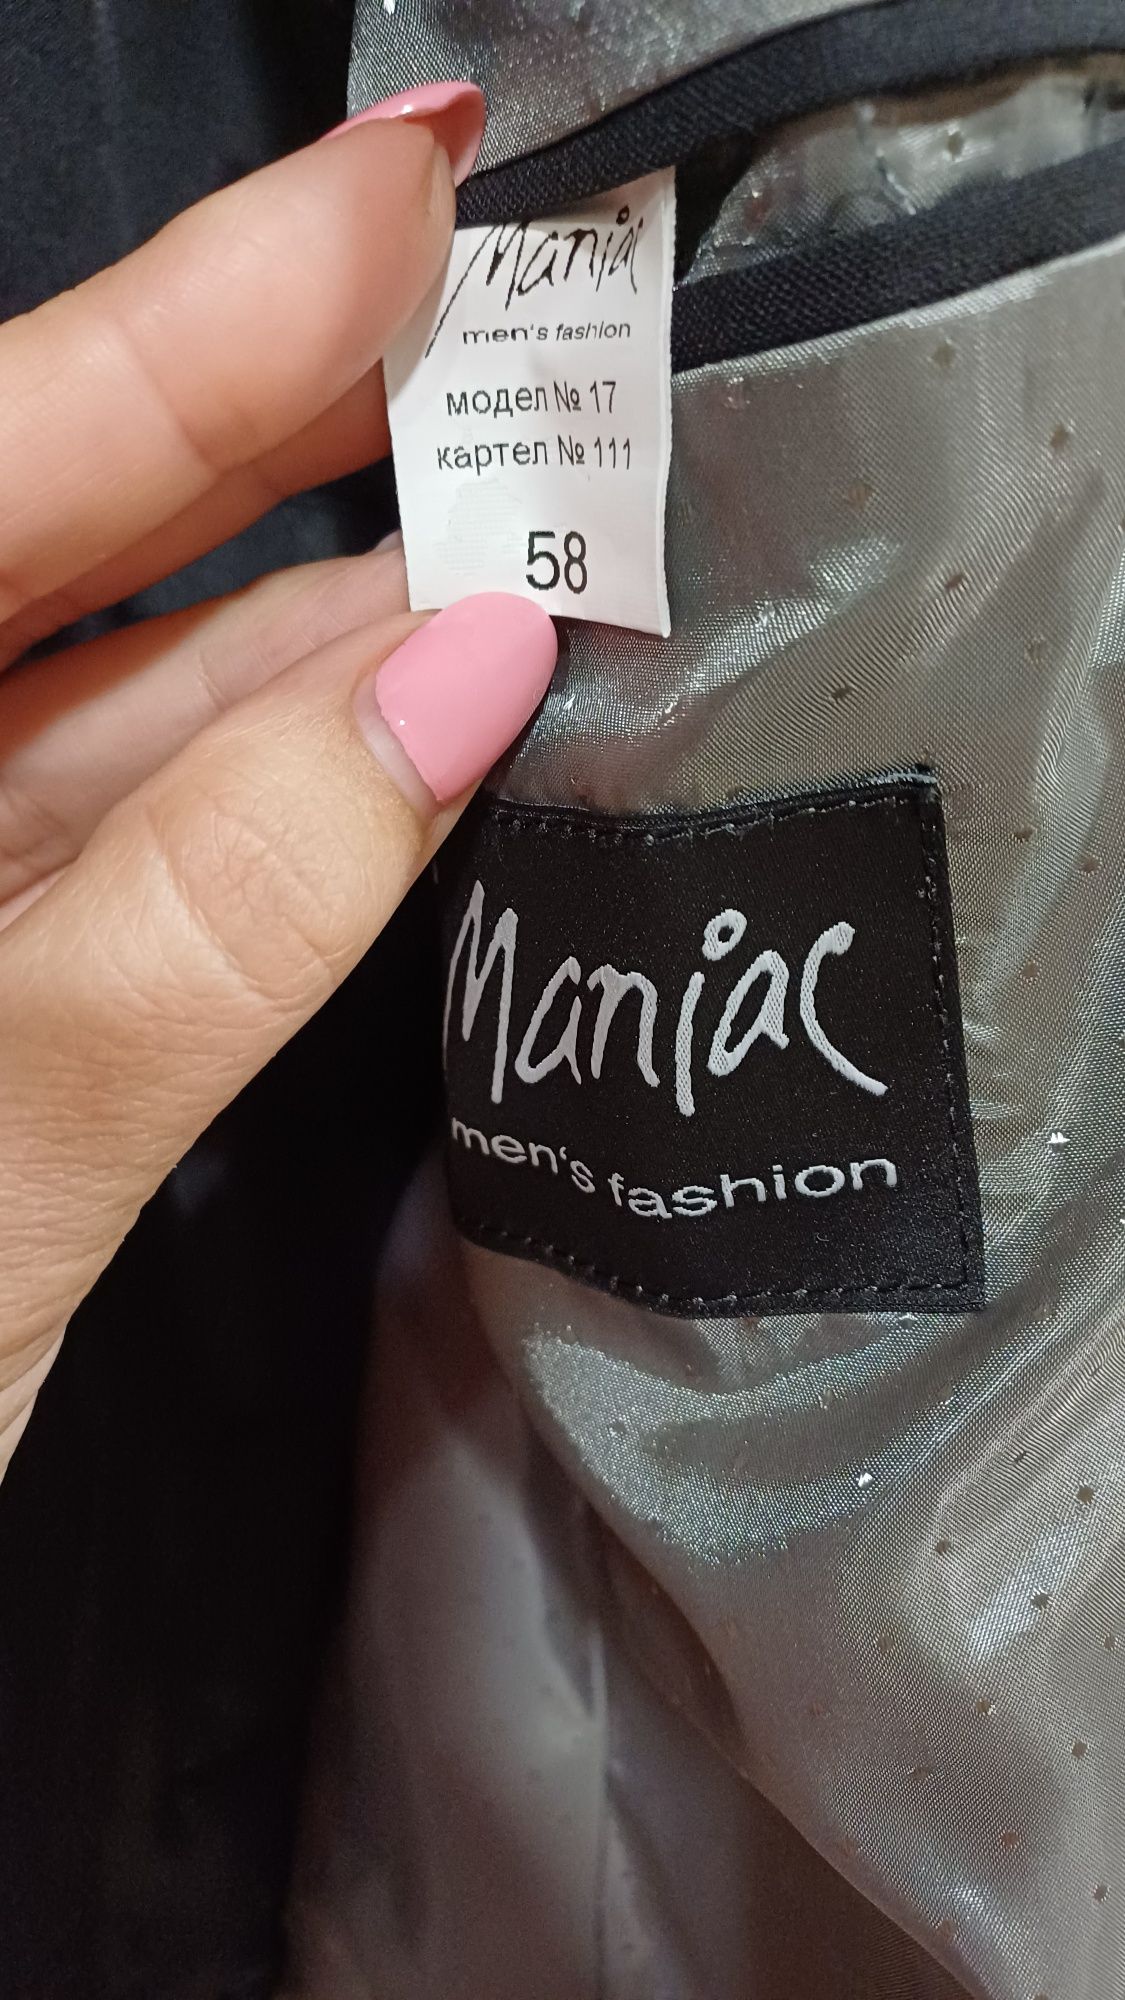 Maniac
men's fashion
модел № 17
картел № 111
58
Maniac
men's fashion